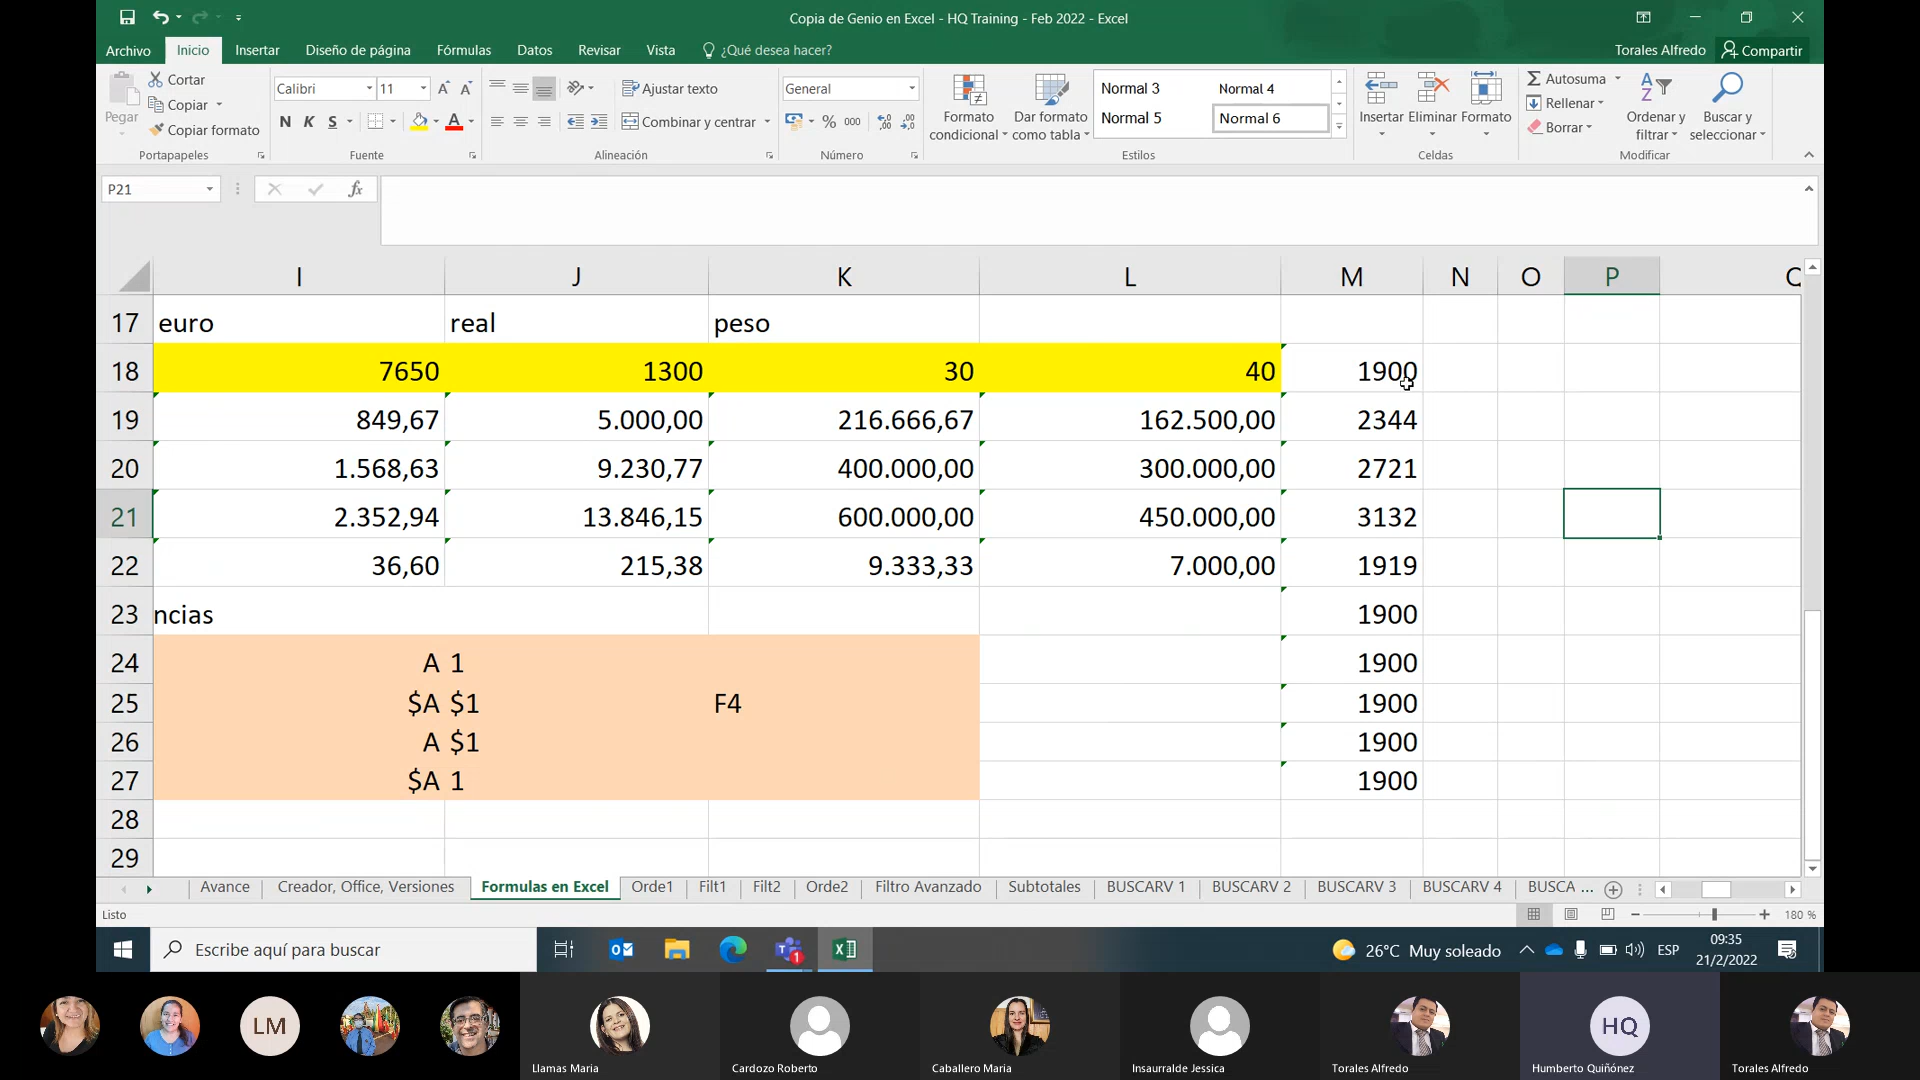 Copia de Genio en Excel - HQ Training - Feb 2022 - Excel
Archivo Inicio Insertar Diseño de página Fórmulas Datos Revisar Vista ¿Qué desea hacer? Torales Alfredo Compartir
Pegar
Cortar
Copiar
Copiar formato
Portapapeles
Calibri 11
N K S
Fuente
Ajustar texto
Combinar y centrar
Alineación
General
% 000
Número
Formato condicional
Dar formato como tabla
Normal 3 Normal 4
Normal 5 Normal 6
Estilos
Insertar Eliminar Formato
Celdas
Autosuma
Rellenar
Borrar
Ordenar y filtrar
Buscar y seleccionar
Modificar
P21 fx
I J K L M N O P
17 euro real peso
18 7650 1300 30 40 1900
19 849,67 5.000,00 216.666,67 162.500,00 2344
20 1.568,63 9.230,77 400.000,00 300.000,00 2721
21 2.352,94 13.846,15 600.000,00 450.000,00 3132
22 36,60 215,38 9.333,33 7.000,00 1919
23 ncias 1900
24 A 1 1900
25 $A $1 F4 1900
26 A $1 1900
27 $A 1 1900
28
29
Avance Creador, Office, Versiones Formulas en Excel Orde1 Filt1 Filt2 Orde2 Filtro Avanzado Subtotales BUSCARV 1 BUSCARV 2 BUSCARV 3 BUSCARV 4 BUSCA ...
Listo 180 %
Escribe aquí para buscar 26°C Muy soleado ESP 09:35
21/2/2022
LM HQ
Llamas Maria Cardozo Roberto Caballero Maria Insaurralde Jessica Torales Alfredo Humberto Quiñónez Torales Alfredo